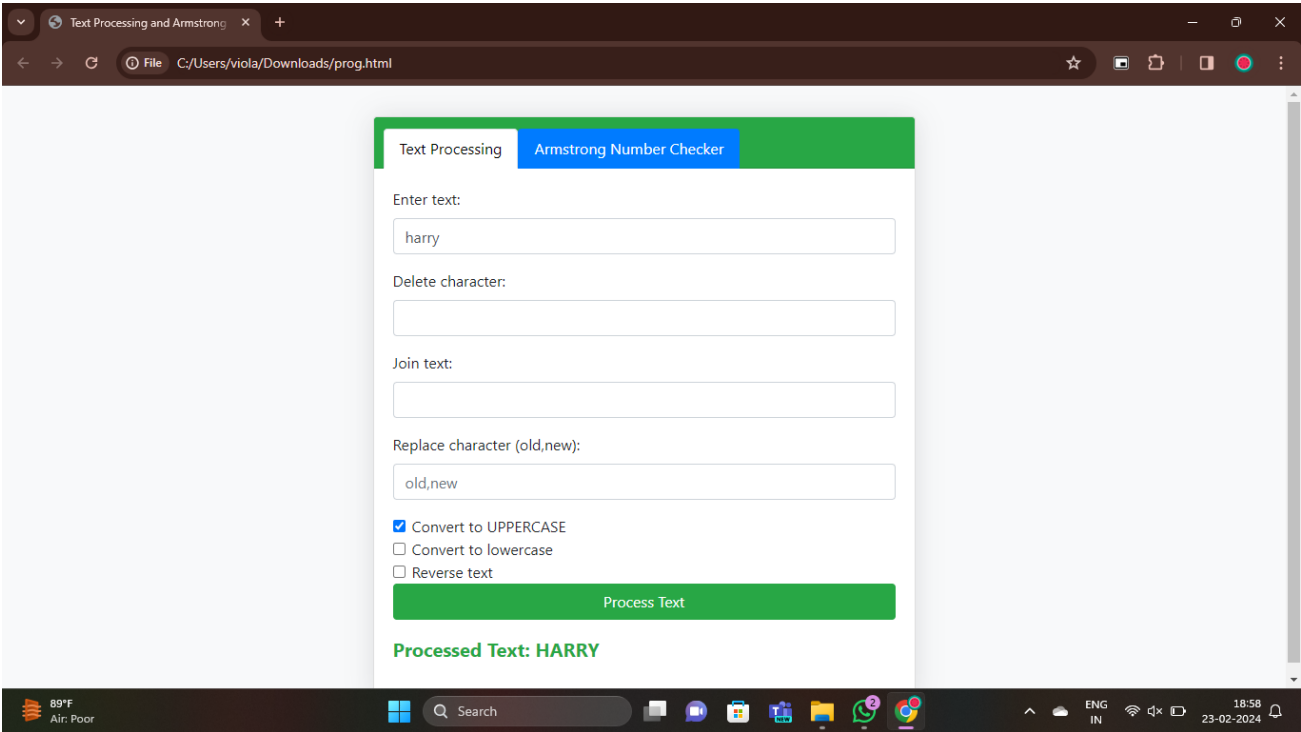 Text Processing and Armstrong
File C:/Users/viola/Downloads/prog.html
Text Processing Armstrong Number Checker
Enter text:
harry
Delete character:
Join text:
Replace character (old,new):
old,new
Convert to UPPERCASE
Convert to lowercase
Reverse text
Process Text
Processed Text: HARRY
89°F
Air: Poor
Search
NEW
2
ENG
IN
18:58
23-02-2024